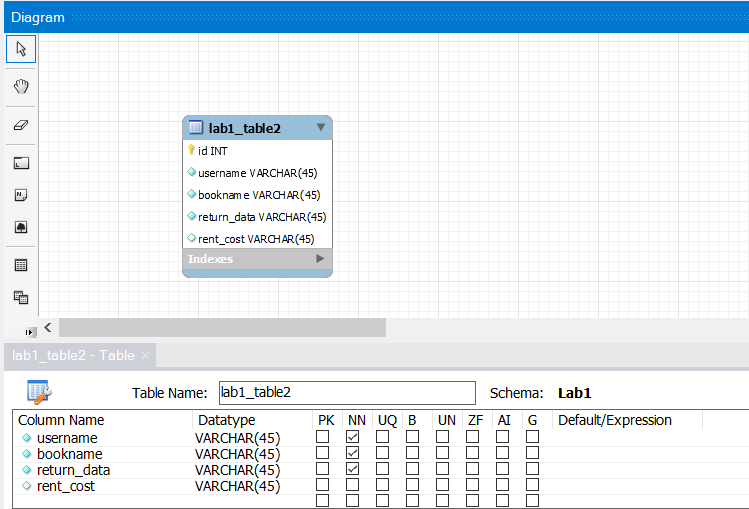 Diagram
lab1_table2
id INT
username VARCHAR(45)
bookname VARCHAR(45)
return_data VARCHAR(45)
rent_cost VARCHAR(45)
Indexes
L
N
lab1_table2 - Table ×
Table Name: lab1_table2 Schema: Lab1
Column Name Datatype PK NN UQ B UN ZF AI G Default/Expression
username VARCHAR(45)
bookname VARCHAR(45)
return_data VARCHAR(45)
rent_cost VARCHAR(45)